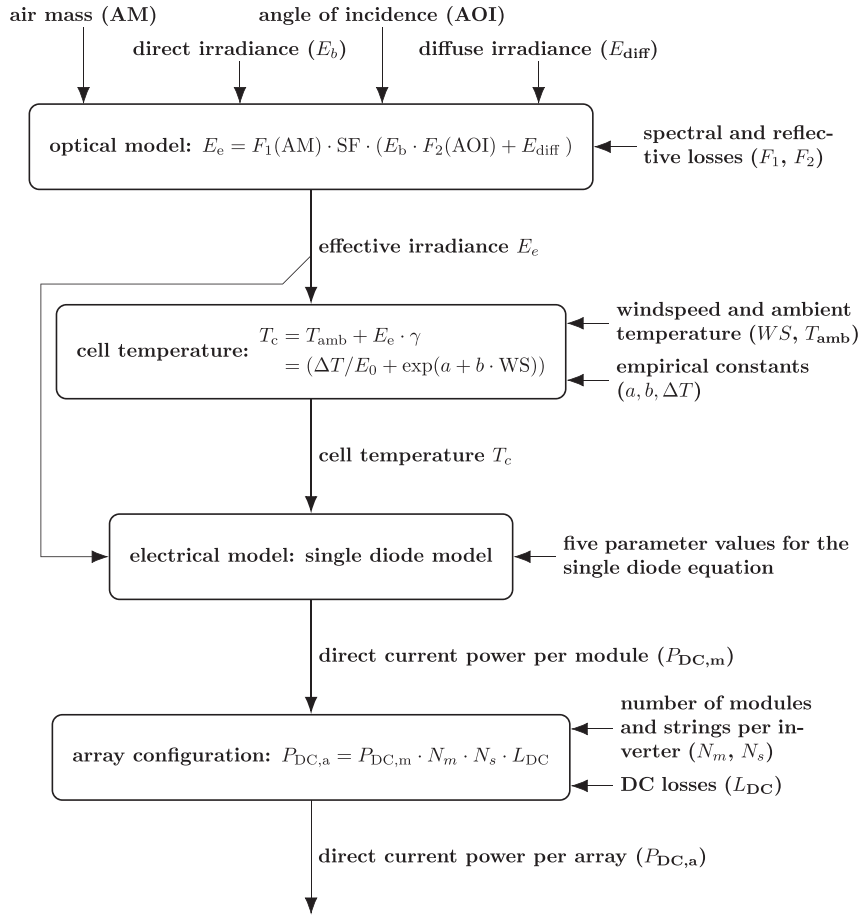 air mass (AM)
angle of incidence (AOI)
direct irradiance (E_b)
diffuse irradiance (E_diff)
optical model: E_e = F_1(AM) · SF · (E_b · F_2(AOI) + E_diff )
spectral and reflec-
tive losses (F_1, F_2)
effective irradiance E_e
cell temperature:
T_c = T_amb + E_e · γ
= (ΔT/E_0 + exp(a + b · WS))
windspeed and ambient
temperature (WS, T_amb)
empirical constants
(a, b, ΔT)
cell temperature T_c
electrical model: single diode model
five parameter values for the
single diode equation
direct current power per module (P_DC,m)
array configuration: P_DC,a = P_DC,m · N_m · N_s · L_DC
number of modules
and strings per in-
verter (N_m, N_s)
DC losses (L_DC)
direct current power per array (P_DC,a)